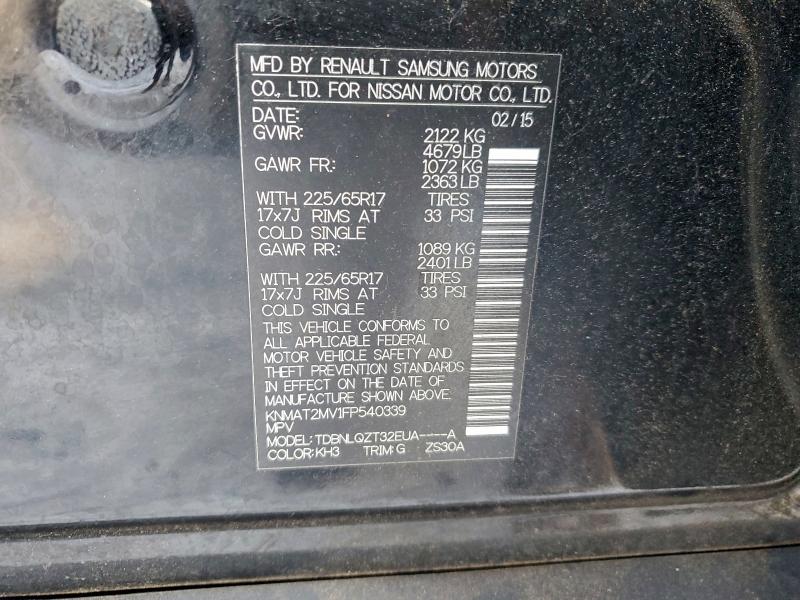 MFD BY RENAULT SAMSUNG MOTORS
CO., LTD. FOR NISSAN MOTOR CO., LTD.
DATE: 02/15
GVWR: 2122 KG
4679LB
GAWR FR: 1072 KG
2363LB
WITH 225/65R17 TIRES
17x7J RIMS AT 33 PSI
COLD SINGLE
GAWR RR: 1089 KG
2401LB
WITH 225/65R17 TIRES
17x7J RIMS AT 33 PSI
COLD SINGLE
THIS VEHICLE CONFORMS TO
ALL APPLICABLE FEDERAL
MOTOR VEHICLE SAFETY AND
THEFT PREVENTION STANDARDS
IN EFFECT ON THE DATE OF
MANUFACTURE SHOWN ABOVE.
KNMAT2MV1FP540339
MPV
MODEL: TDBNLQZT32EUA----A
COLOR: KH3 TRIM: G ZS30A